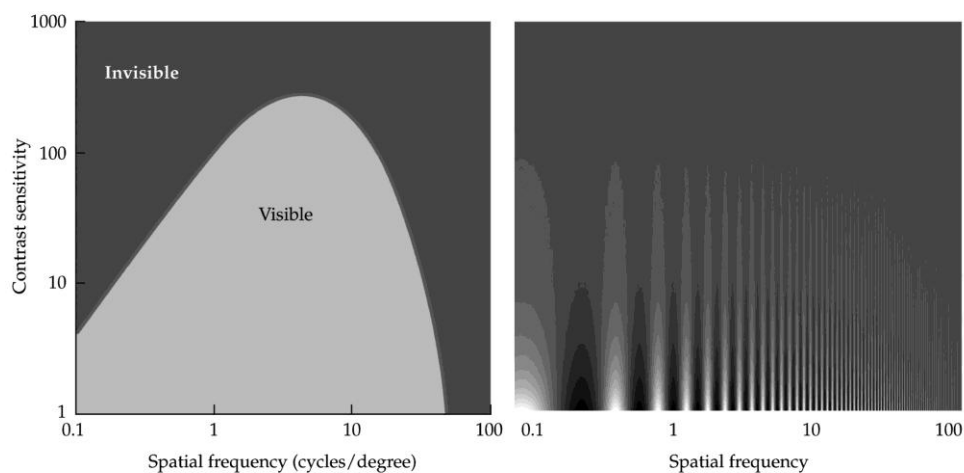 1000
100
10
1
Contrast sensitivity
Invisible
Visible
0.1 1 10 100
Spatial frequency (cycles/degree)
0.1 1 10 100
Spatial frequency